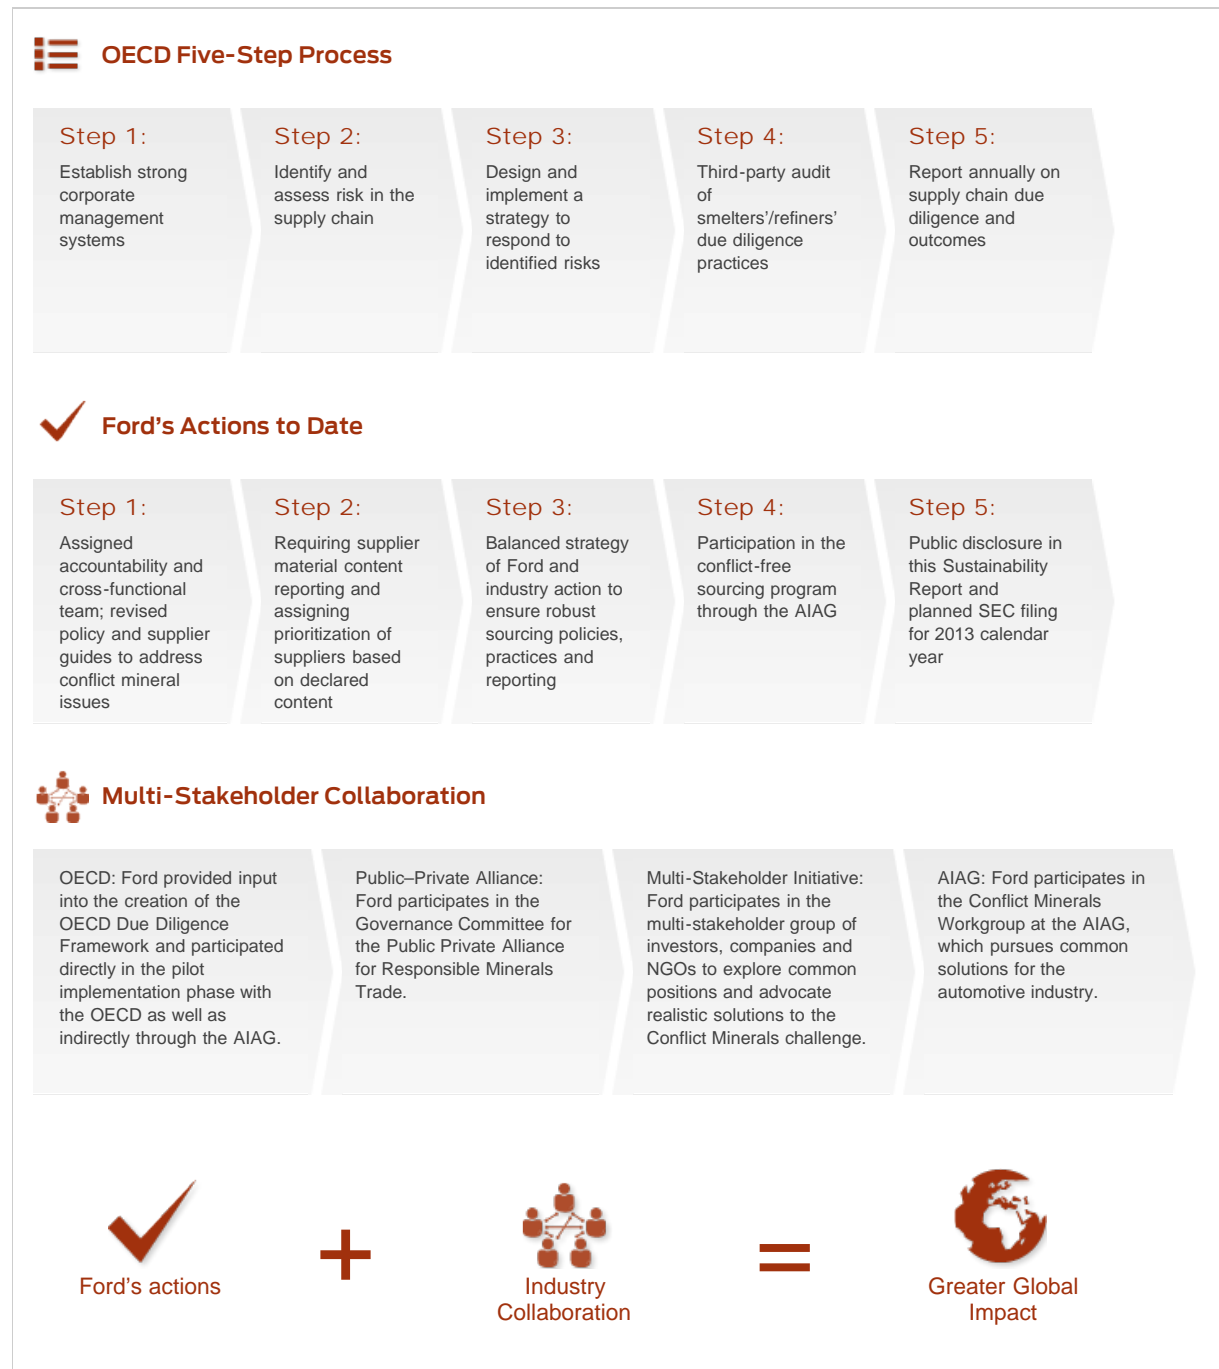 OECD Five-Step Process
Step 1:
Establish strong
corporate
management
systems
Step 2:
Identify and
assess risk in the
supply chain
Step 3:
Design and
implement a
strategy to
respond to
identified risks
Step 4:
Third-party audit
of
smelters’/refiners’
due diligence
practices
Step 5:
Report annually on
supply chain due
diligence and
outcomes
Ford’s Actions to Date
Step 1:
Assigned
accountability and
cross-functional
team; revised
policy and supplier
guides to address
conflict mineral
issues
Step 2:
Requiring supplier
material content
reporting and
assigning
prioritization of
suppliers based
on declared
content
Step 3:
Balanced strategy
of Ford and
industry action to
ensure robust
sourcing policies,
practices and
reporting
Step 4:
Participation in the
conflict-free
sourcing program
through the AIAG
Step 5:
Public disclosure in
this Sustainability
Report and
planned SEC filing
for 2013 calendar
year
Multi-Stakeholder Collaboration
OECD: Ford provided input
into the creation of the
OECD Due Diligence
Framework and participated
directly in the pilot
implementation phase with
the OECD as well as
indirectly through the AIAG.
Public–Private Alliance:
Ford participates in the
Governance Committee for
the Public Private Alliance
for Responsible Minerals
Trade.
Multi-Stakeholder Initiative:
Ford participates in the
multi-stakeholder group of
investors, companies and
NGOs to explore common
positions and advocate
realistic solutions to the
Conflict Minerals challenge.
AIAG: Ford participates in
the Conflict Minerals
Workgroup at the AIAG,
which pursues common
solutions for the
automotive industry.
Ford’s actions
+
Industry
Collaboration
=
Greater Global
Impact